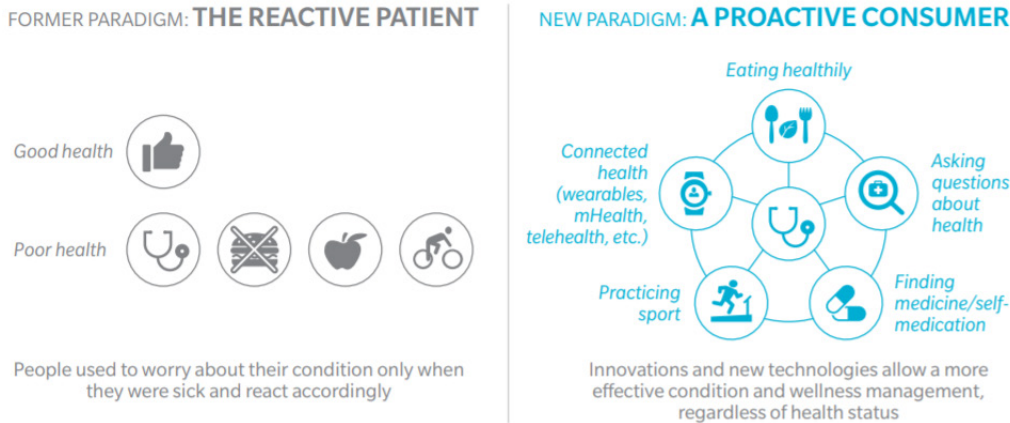 FORMER PARADIGM: THE REACTIVE PATIENT
Good health
Poor health
People used to worry about their condition only when
they were sick and react accordingly
NEW PARADIGM: A PROACTIVE CONSUMER
Eating healthily
Connected
health
(wearables,
mHealth,
telehealth, etc.)
Asking
questions
about
health
Practicing
sport
Finding
medicine/self-
medication
Innovations and new technologies allow a more
effective condition and wellness management,
regardless of health status